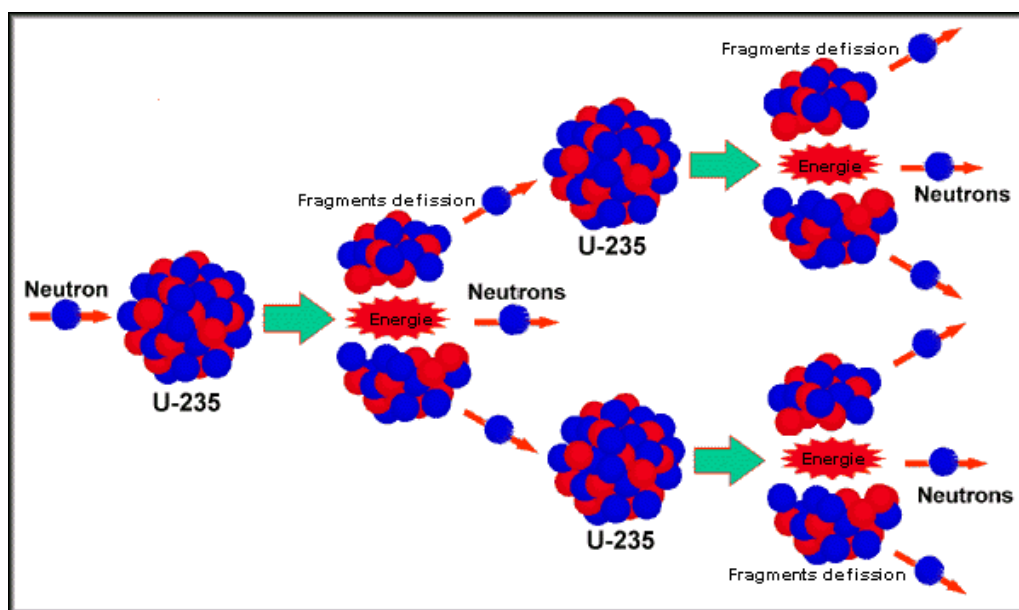 Neutron
U-235
Fragments defission
Energie
Neutrons
U-235
U-235
Fragments defission
Energie
Neutrons
Energie
Neutrons
Fragments defission